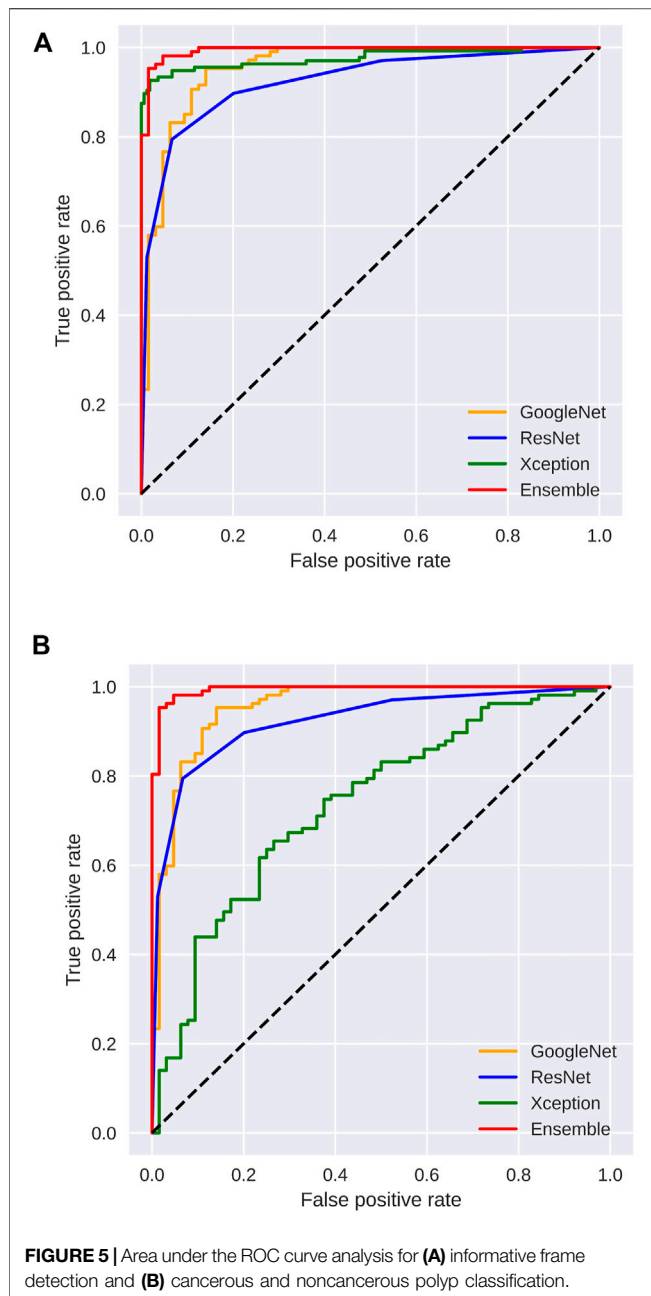 A
1.0
0.8
0.6
0.4
0.2
0.0
True positive rate
GoogleNet
ResNet
Xception
Ensemble
0.0 0.2 0.4 0.6 0.8 1.0
False positive rate
B
1.0
0.8
0.6
0.4
0.2
0.0
True positive rate
GoogleNet
ResNet
Xception
Ensemble
0.0 0.2 0.4 0.6 0.8 1.0
False positive rate
FIGURE 5 | Area under the ROC curve analysis for (A) informative frame
detection and (B) cancerous and noncancerous polyp classification.